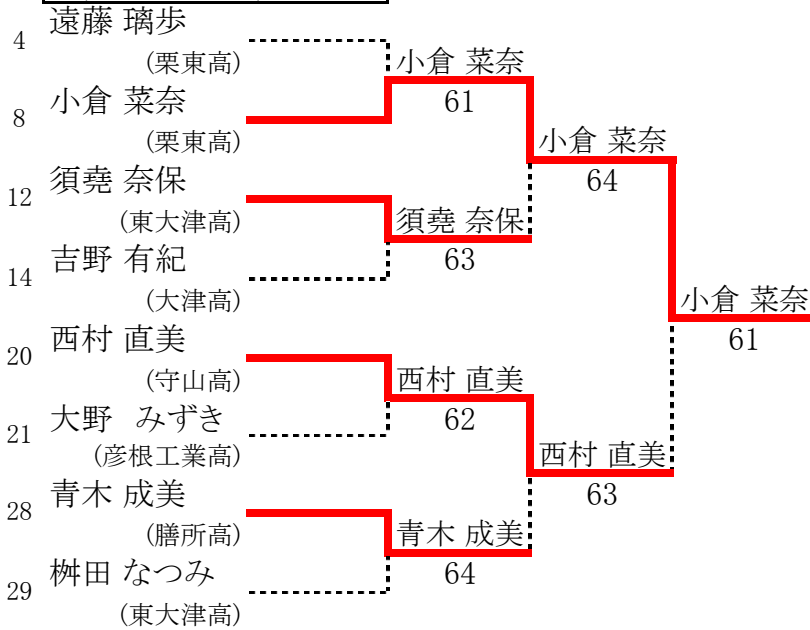 遠藤 璃歩
4
(栗東高)
小倉 菜奈
61
小倉 菜奈
8
(栗東高)
小倉 菜奈
64
須堯 奈保
12
(東大津高)
須堯 奈保
63
吉野 有紀
14
(大津高)
小倉 菜奈
61
西村 直美
20
(守山高)
西村 直美
62
大野 みずき
21
(彦根工業高)
西村 直美
63
青木 成美
28
(膳所高)
青木 成美
64
桝田 なつみ
29
(東大津高)